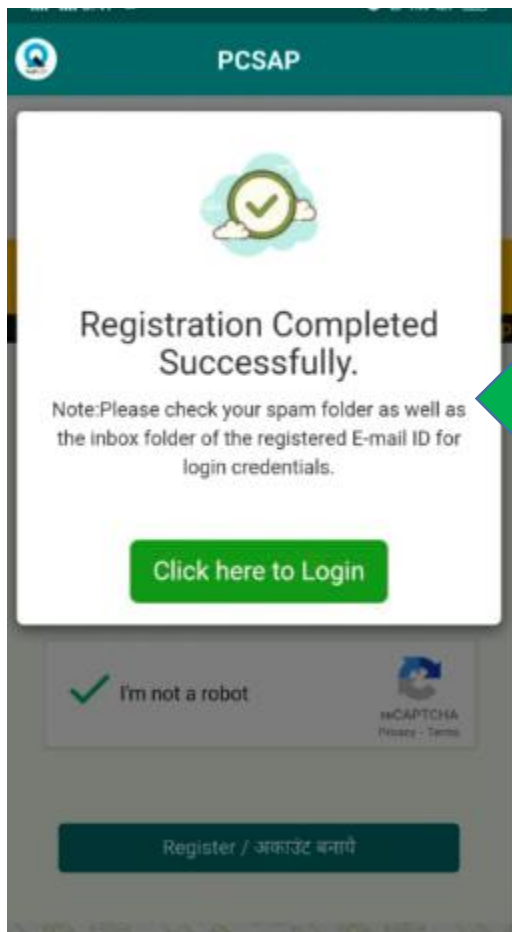 PCSAP
Registration Completed
Successfully.
Note:Please check your spam folder as well as
the inbox folder of the registered E-mail ID for
login credentials.
Click here to Login
I'm not a robot
reCAPTCHA
Privacy - Terms
Register / अकाउंट बनाये